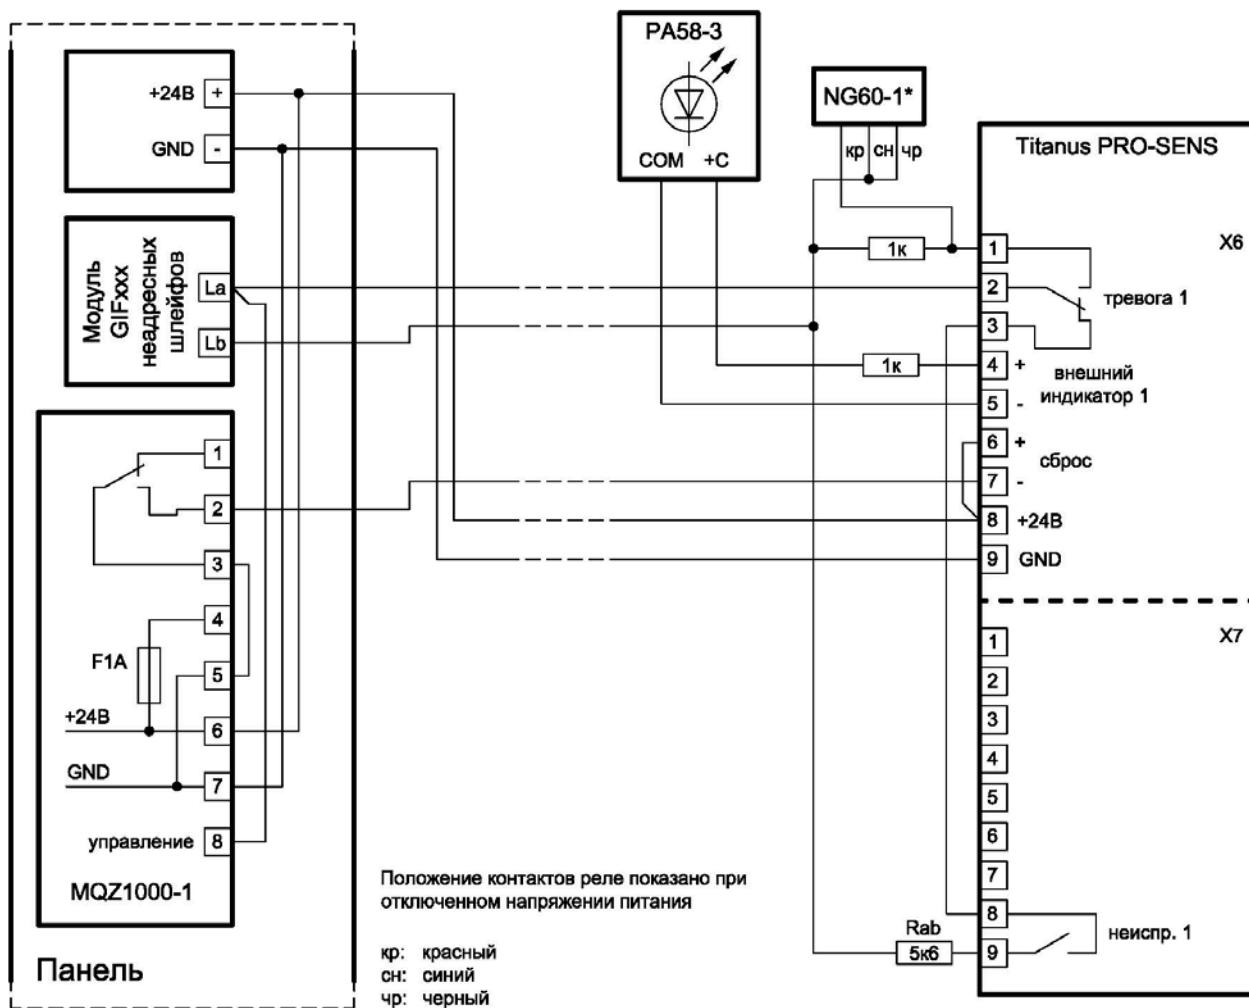 +24В +
GND -
Модуль
GIFxxx
неадресных
шлейфов
La
Lb
1
2
3
4
F1A
5
+24В
6
GND
7
управление 8
MQZ1000-1
Панель
PA58-3
COM +C
NG60-1*
кр сн чр
1к
1к
Titanus PRO-SENS
X6
1
2
тревога 1
3
4 +
внешний
индикатор 1
5 -
6 +
сброс
7 -
8 +24В
9 GND
X7
1
2
3
4
5
6
7
8
неиспр. 1
9
Rab
5к6
Положение контактов реле показано при
отключенном напряжении питания
кр: красный
сн: синий
чр: черный